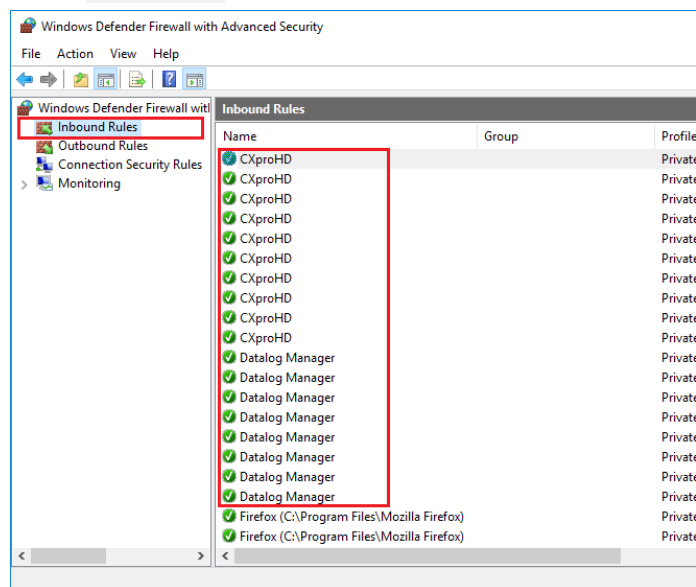 Windows Defender Firewall with Advanced Security
File Action View Help
Windows Defender Firewall witl
Inbound Rules
Outbound Rules
Connection Security Rules
Monitoring
Inbound Rules
Name Group Profile
CXproHD Private
CXproHD Private
CXproHD Private
CXproHD Private
CXproHD Private
CXproHD Private
CXproHD Private
CXproHD Private
CXproHD Private
CXproHD Private
Datalog Manager Private
Datalog Manager Private
Datalog Manager Private
Datalog Manager Private
Datalog Manager Private
Datalog Manager Private
Datalog Manager Private
Datalog Manager Private
Firefox (C:\Program Files\Mozilla Firefox) Private
Firefox (C:\Program Files\Mozilla Firefox) Private